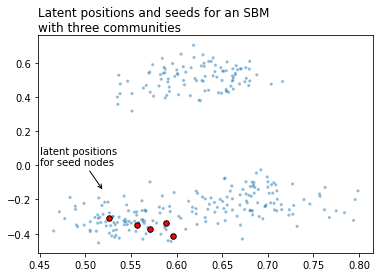 Latent positions and seeds for an SBM
with three communities
0.6
0.4
0.2
0.0
−0.2
−0.4
latent positions
for seed nodes
0.45 0.50 0.55 0.60 0.65 0.70 0.75 0.80